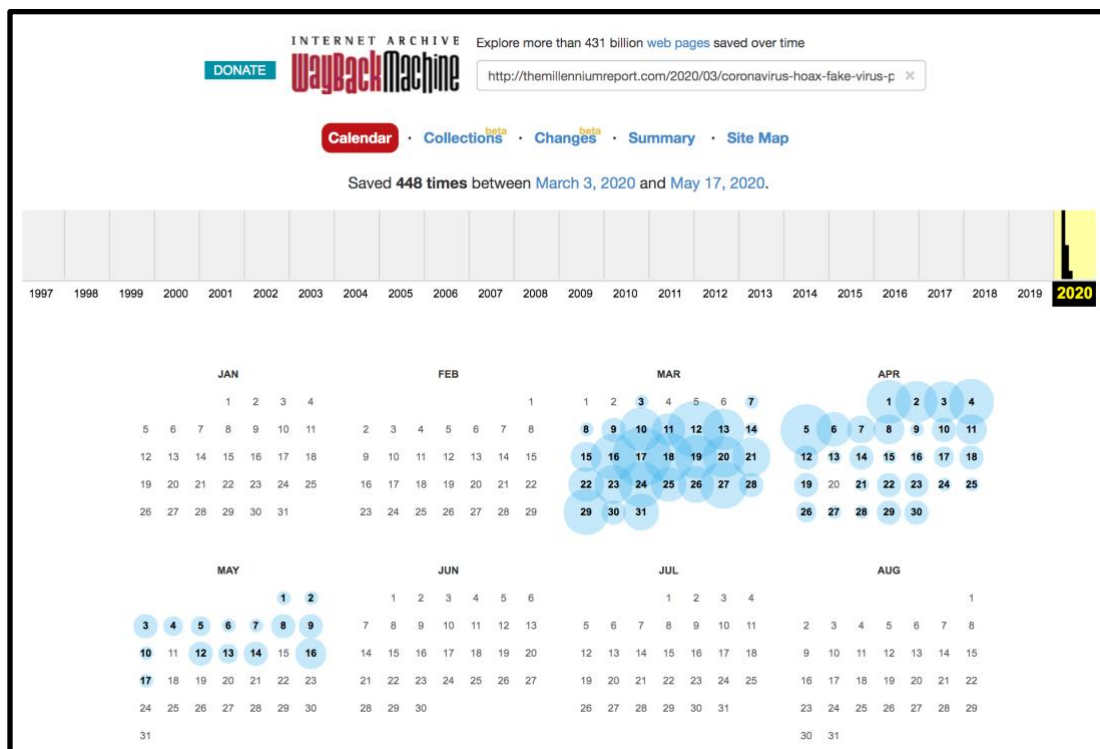 INTERNET ARCHIVE
WayBackMachine
DONATE
Explore more than 431 billion web pages saved over time
http://themillenniumreport.com/2020/03/coronavirus-hoax-fake-virus-p ×
Calendar · Collections beta · Changes beta · Summary · Site Map
Saved 448 times between March 3, 2020 and May 17, 2020.
1997 1998 1999 2000 2001 2002 2003 2004 2005 2006 2007 2008 2009 2010 2011 2012 2013 2014 2015 2016 2017 2018 2019 2020
JAN
1 2 3 4
5 6 7 8 9 10 11
12 13 14 15 16 17 18
19 20 21 22 23 24 25
26 27 28 29 30 31
FEB
1
2 3 4 5 6 7 8
9 10 11 12 13 14 15
16 17 18 19 20 21 22
23 24 25 26 27 28 29
MAR
1 2 3 4 5 6 7
8 9 10 11 12 13 14
15 16 17 18 19 20 21
22 23 24 25 26 27 28
29 30 31
APR
1 2 3 4
5 6 7 8 9 10 11
12 13 14 15 16 17 18
19 20 21 22 23 24 25
26 27 28 29 30
MAY
1 2
3 4 5 6 7 8 9
10 11 12 13 14 15 16
17 18 19 20 21 22 23
24 25 26 27 28 29 30
31
JUN
1 2 3 4 5 6
7 8 9 10 11 12 13
14 15 16 17 18 19 20
21 22 23 24 25 26 27
28 29 30
JUL
1 2 3 4
5 6 7 8 9 10 11
12 13 14 15 16 17 18
19 20 21 22 23 24 25
26 27 28 29 30 31
AUG
1
2 3 4 5 6 7 8
9 10 11 12 13 14 15
16 17 18 19 20 21 22
23 24 25 26 27 28 29
30 31